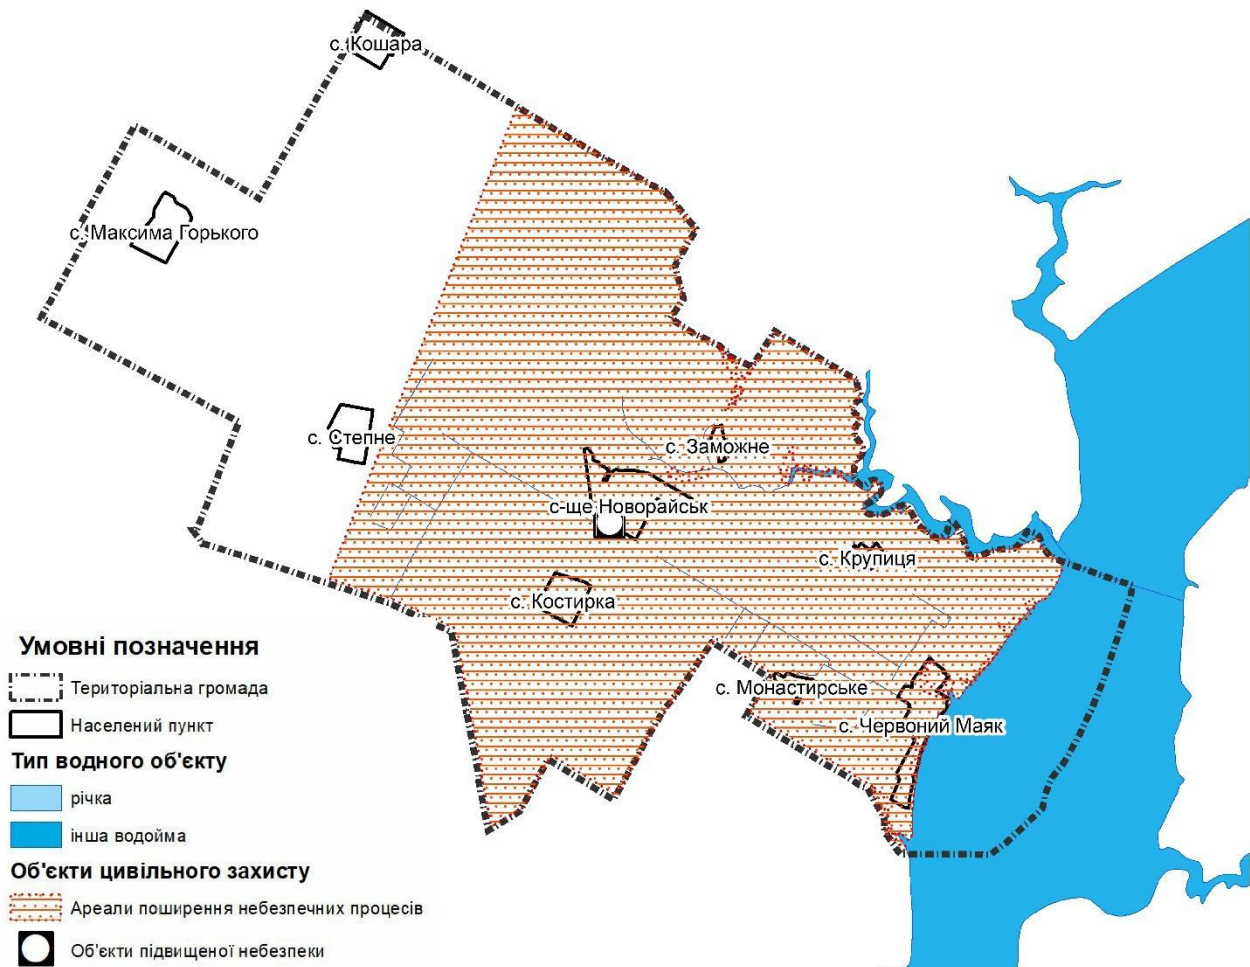 с. Кошара
с. Максима Горького
с. Степне
с. Заможне
с-ще Новорайськ
с. Крупиця
с. Костирка
с. Монастирське
с. Червоний Маяк
Умовні позначення
Територіальна громада
Населений пункт
Тип водного об'єкту
річка
інша водойма
Об'єкти цивільного захисту
Ареали поширення небезпечних процесів
Об'єкти підвищеної небезпеки